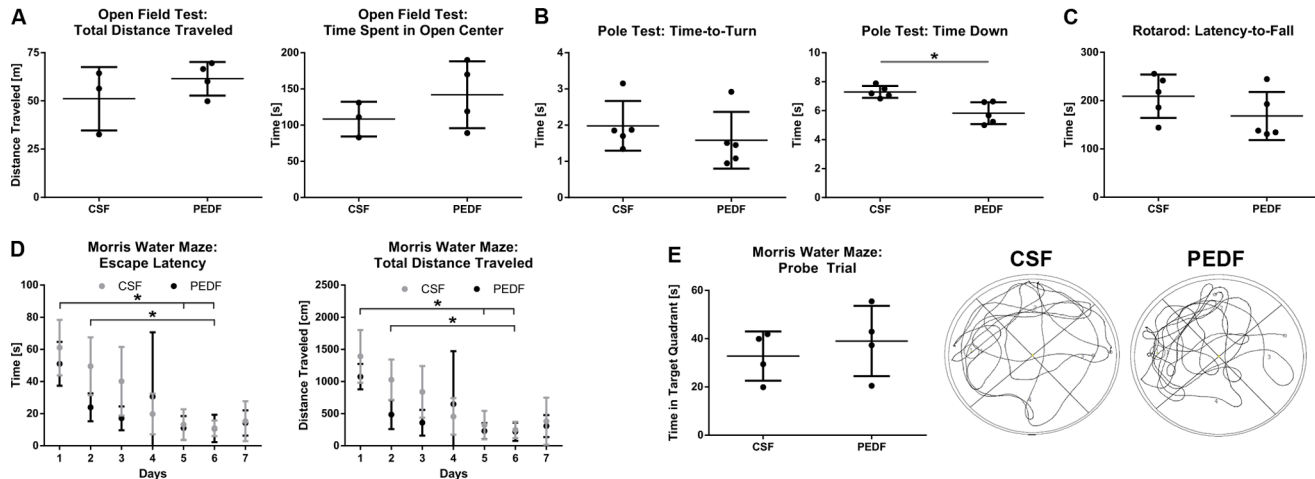 A
Open Field Test:
Total Distance Traveled
Distance Traveled [m]
75
50
25
0
CSF
PEDF
Open Field Test:
Time Spent in Open Center
Time [s]
200
150
100
50
0
CSF
PEDF
B
Pole Test: Time-to-Turn
Time [s]
4
3
2
1
0
CSF
PEDF
Pole Test: Time Down
*
Time [s]
10
8
6
4
2
0
CSF
PEDF
C
Rotarod: Latency-to-Fall
Time [s]
300
200
100
0
CSF
PEDF
D
Morris Water Maze:
Escape Latency
CSF
PEDF
*
*
Time [s]
100
80
60
40
20
0
1 2 3 4 5 6 7
Days
Morris Water Maze:
Total Distance Traveled
CSF
PEDF
*
*
Distance Traveled [cm]
2500
2000
1500
1000
500
0
1 2 3 4 5 6 7
Days
E
Morris Water Maze:
Probe Trial
Time in Target Quadrant [s]
60
40
20
0
CSF
PEDF
CSF
PEDF